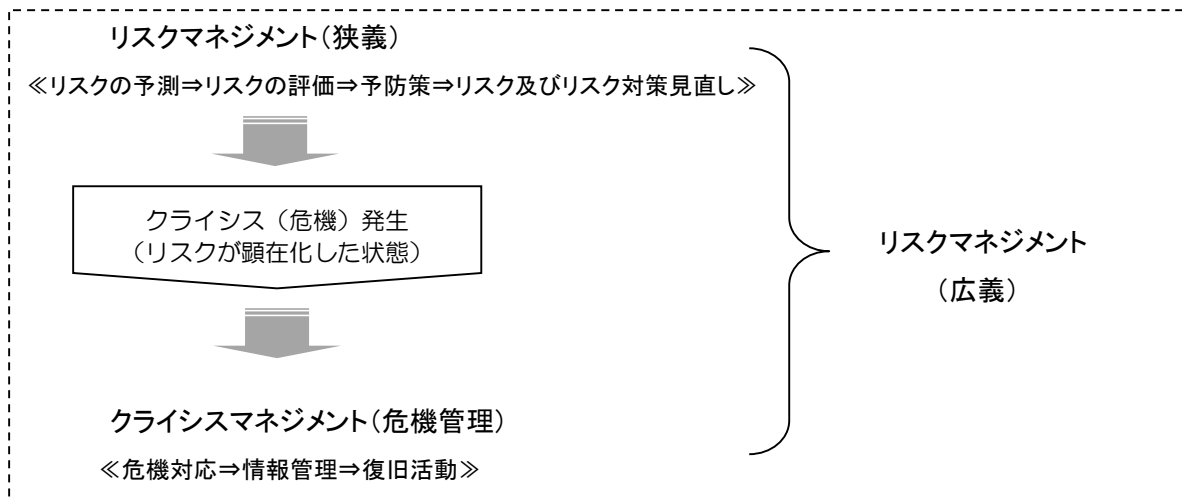 リスクマネジメント（狭義）
≪リスクの予測⇒リスクの評価⇒予防策⇒リスク及びリスク対策見直し≫
クライシス（危機）発生
（リスクが顕在化した状態）
リスクマネジメント
（広義）
クライシスマネジメント（危機管理）
≪危機対応⇒情報管理⇒復旧活動≫